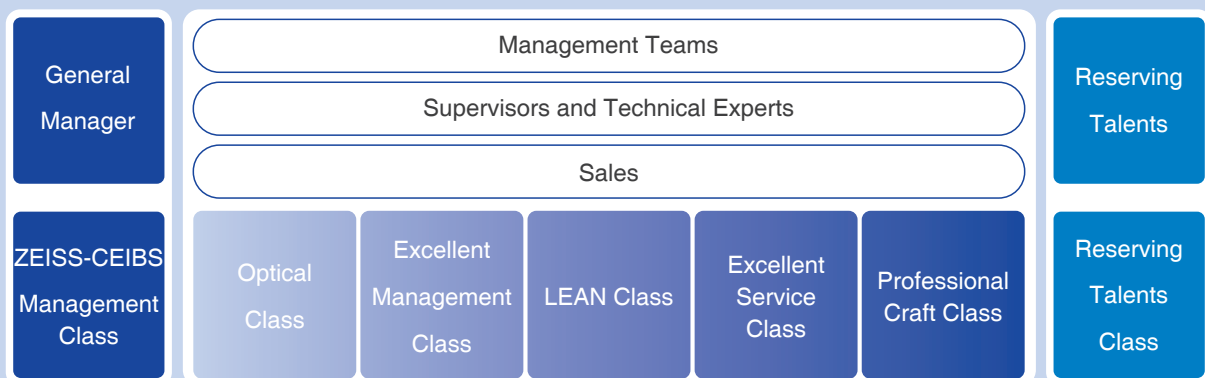 General
Manager
Management Teams
Supervisors and Technical Experts
Sales
Reserving
Talents
ZEISS-CEIBS
Management
Class
Optical
Class
Excellent
Management
Class
LEAN Class
Excellent
Service
Class
Professional
Craft Class
Reserving
Talents
Class